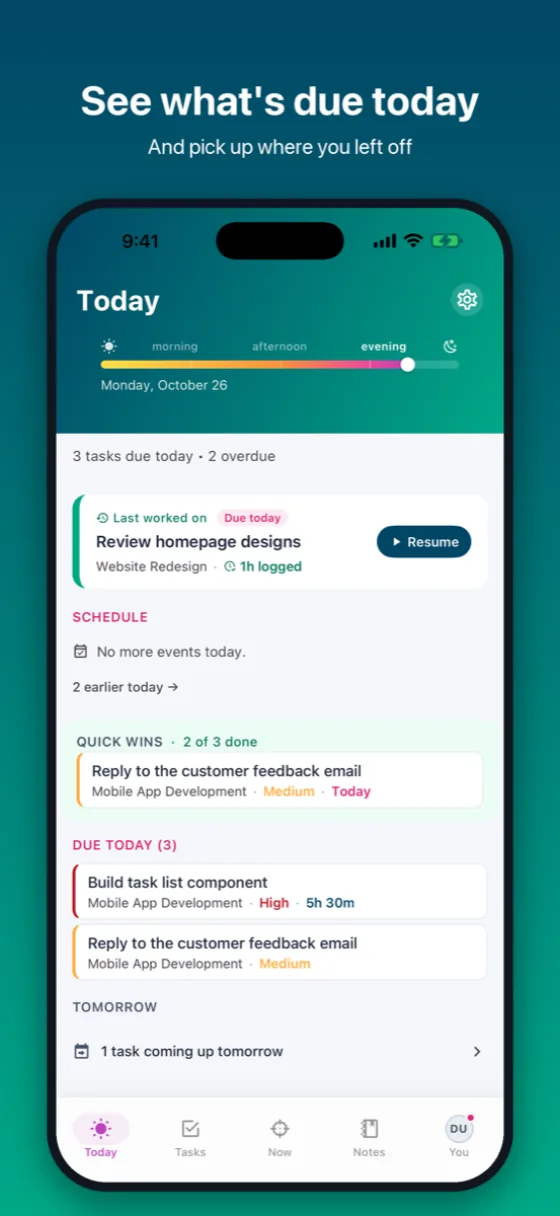 See what's due today
And pick up where you left off
9:41
Today
morning afternoon evening
Monday, October 26
3 tasks due today • 2 overdue
Last worked on Due today
Review homepage designs
Resume
Website Redesign · 1h logged
SCHEDULE
No more events today.
2 earlier today →
QUICK WINS · 2 of 3 done
Reply to the customer feedback email
Mobile App Development · Medium · Today
DUE TODAY (3)
Build task list component
Mobile App Development · High · 5h 30m
Reply to the customer feedback email
Mobile App Development · Medium
TOMORROW
1 task coming up tomorrow
DU
Today Tasks Now Notes You